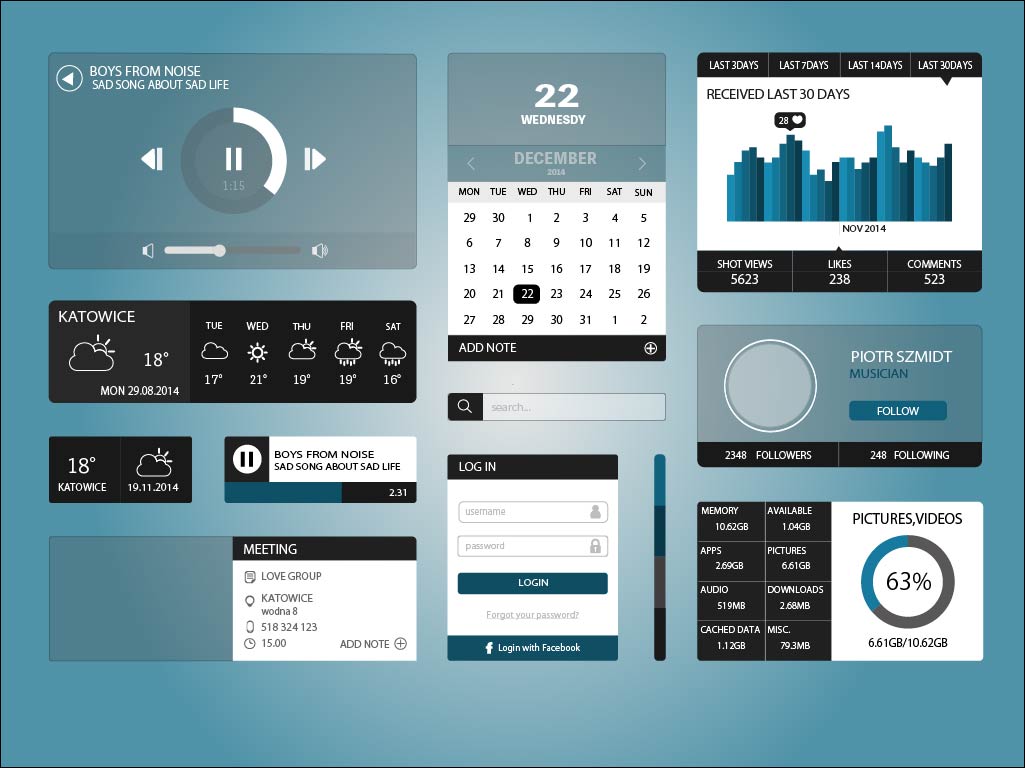 BOYS FROM NOISE
SAD SONG ABOUT SAD LIFE
1:15
KATOWICE
18°
MON 29.08.2014
TUE WED THU FRI SAT
17° 21° 19° 19° 16°
18°
KATOWICE
19.11.2014
BOYS FROM NOISE
SAD SONG ABOUT SAD LIFE
2.31
MEETING
LOVE GROUP
KATOWICE
wodna 8
518 324 123
15.00
ADD NOTE
22
WEDNESDY
DECEMBER
2014
MON TUE WED THU FRI SAT SUN
29 30 1 2 3 4 5
6 7 8 9 10 11 12
13 14 15 16 17 18 19
20 21 22 23 24 25 26
27 28 29 30 31 1 2
ADD NOTE
search...
LOG IN
username
password
LOGIN
Forgot your password?
f Login with Facebook
LAST 3DAYS LAST 7DAYS LAST 14DAYS LAST 30DAYS
RECEIVED LAST 30 DAYS
28
NOV 2014
SHOT VIEWS LIKES COMMENTS
5623 238 523
PIOTR SZMIDT
MUSICIAN
FOLLOW
2348 FOLLOWERS 248 FOLLOWING
MEMORY AVAILABLE
10.62GB 1.04GB
APPS PICTURES
2.69GB 6.61GB
AUDIO DOWNLOADS
519MB 2.68MB
CACHED DATA MISC.
1.12GB 79.3MB
PICTURES,VIDEOS
63%
6.61GB/10.62GB